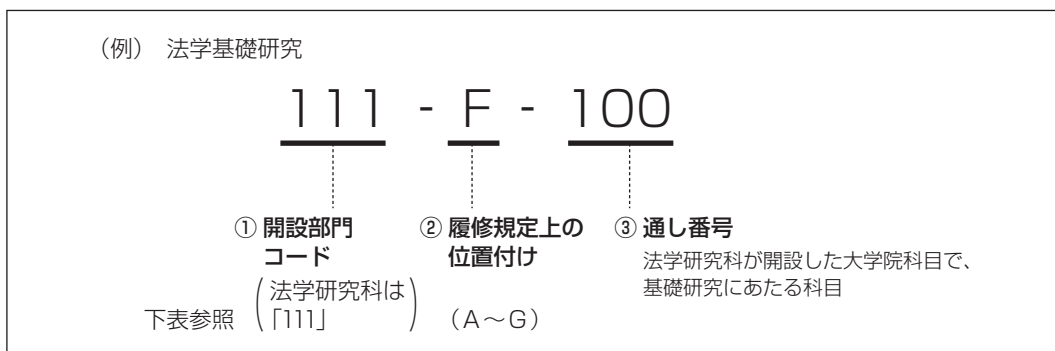 （例） 法学基礎研究
111 - F - 100
① 開設部門
コード
下表参照（法学研究科は
「111」）
② 履修規定上の
位置付け
（A～G）
③ 通し番号
法学研究科が開設した大学院科目で、
基礎研究にあたる科目